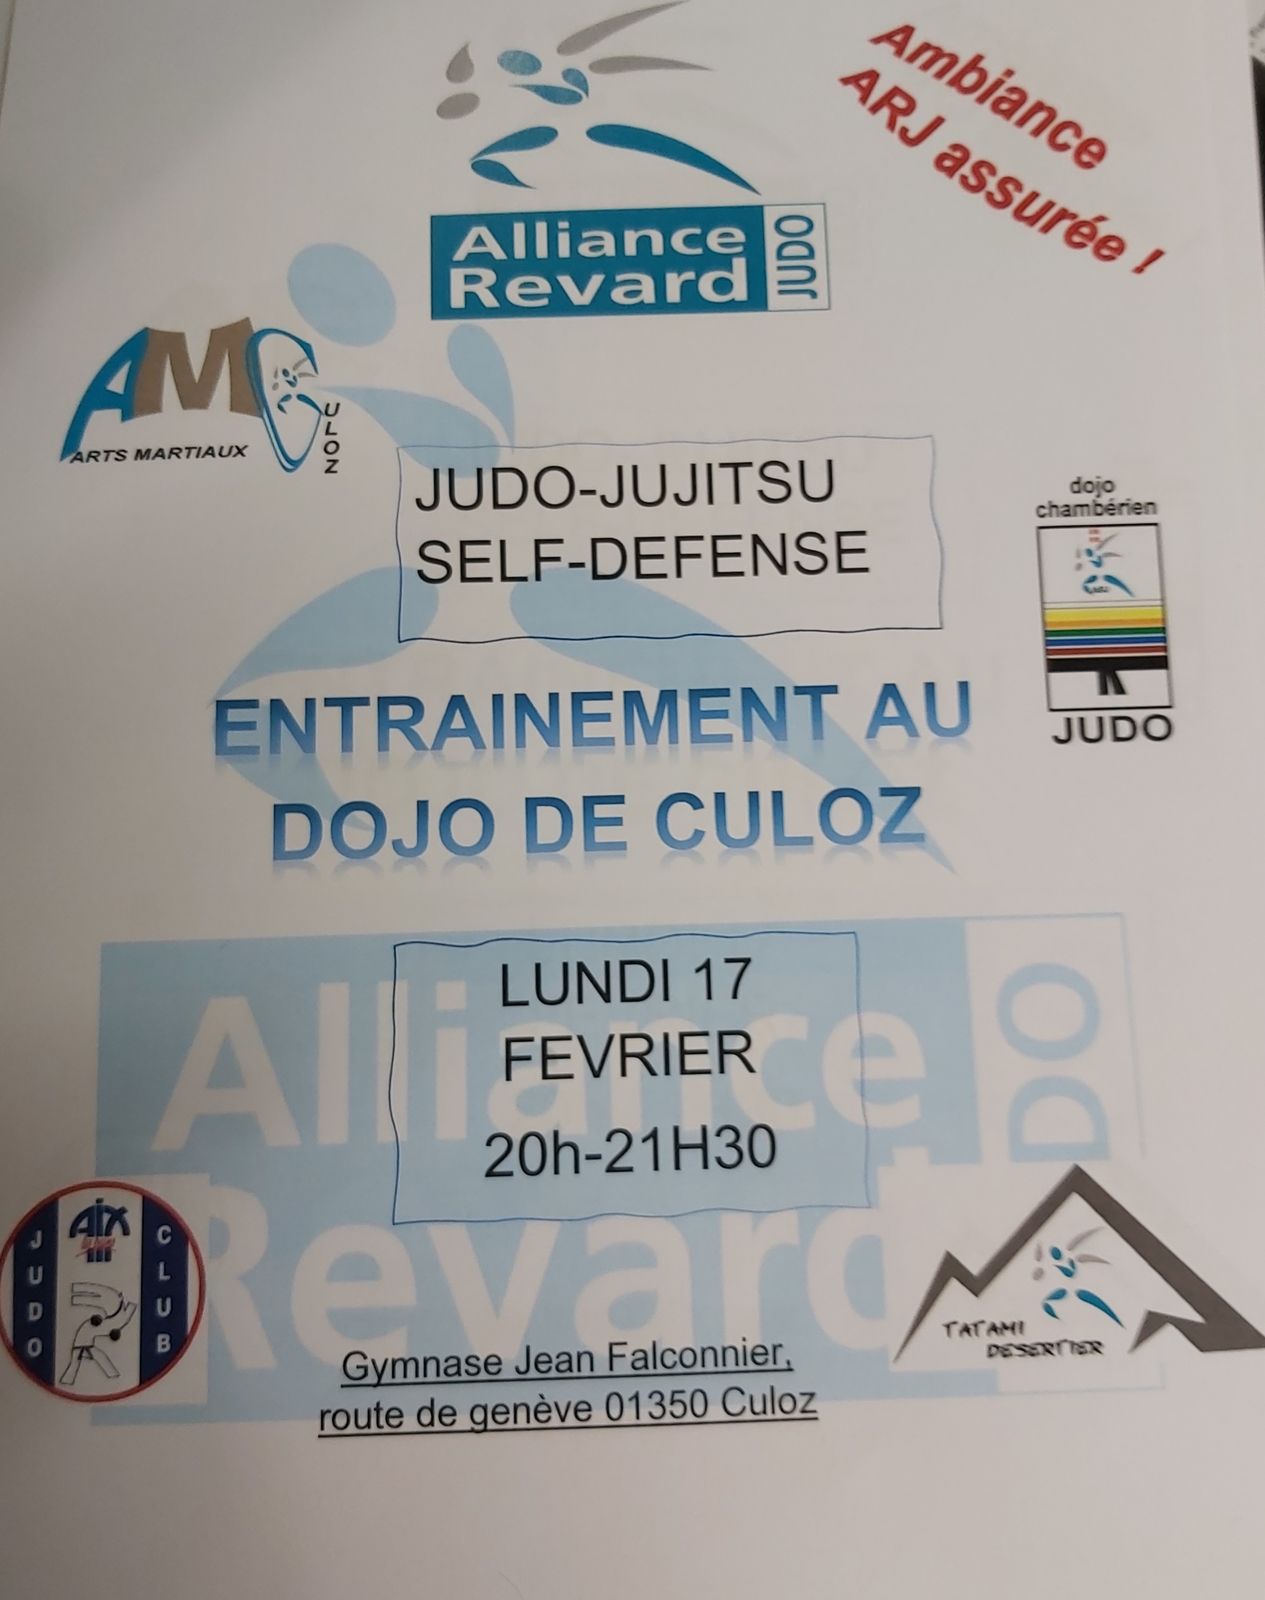 Ambiance
ARJ assurée !
Alliance
Revard
JUDO
AMC
ARTS MARTIAUX
ULOZ
JUDO-JUJITSU
SELF-DEFENSE
dojo
chambérien
JUDO
ENTRAINEMENT AU
DOJO DE CULOZ
Alliance
Revard
DO
LUNDI 17
FEVRIER
20h-21H30
JUDO
AIX
CLUB
TATAMI
DESERTIER
Gymnase Jean Falconnier,
route de genève 01350 Culoz